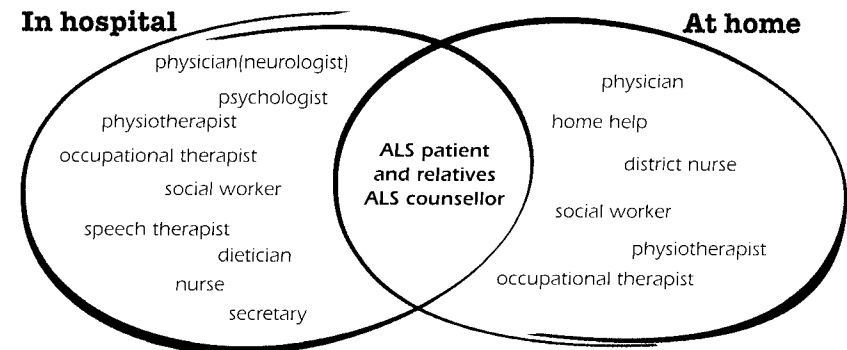 In hospital
At home
physician(neurologist)
psychologist
physiotherapist
occupational therapist
social worker
speech therapist
dietician
nurse
secretary
ALS patient
and relatives
ALS counsellor
physician
home help
district nurse
social worker
physiotherapist
occupational therapist